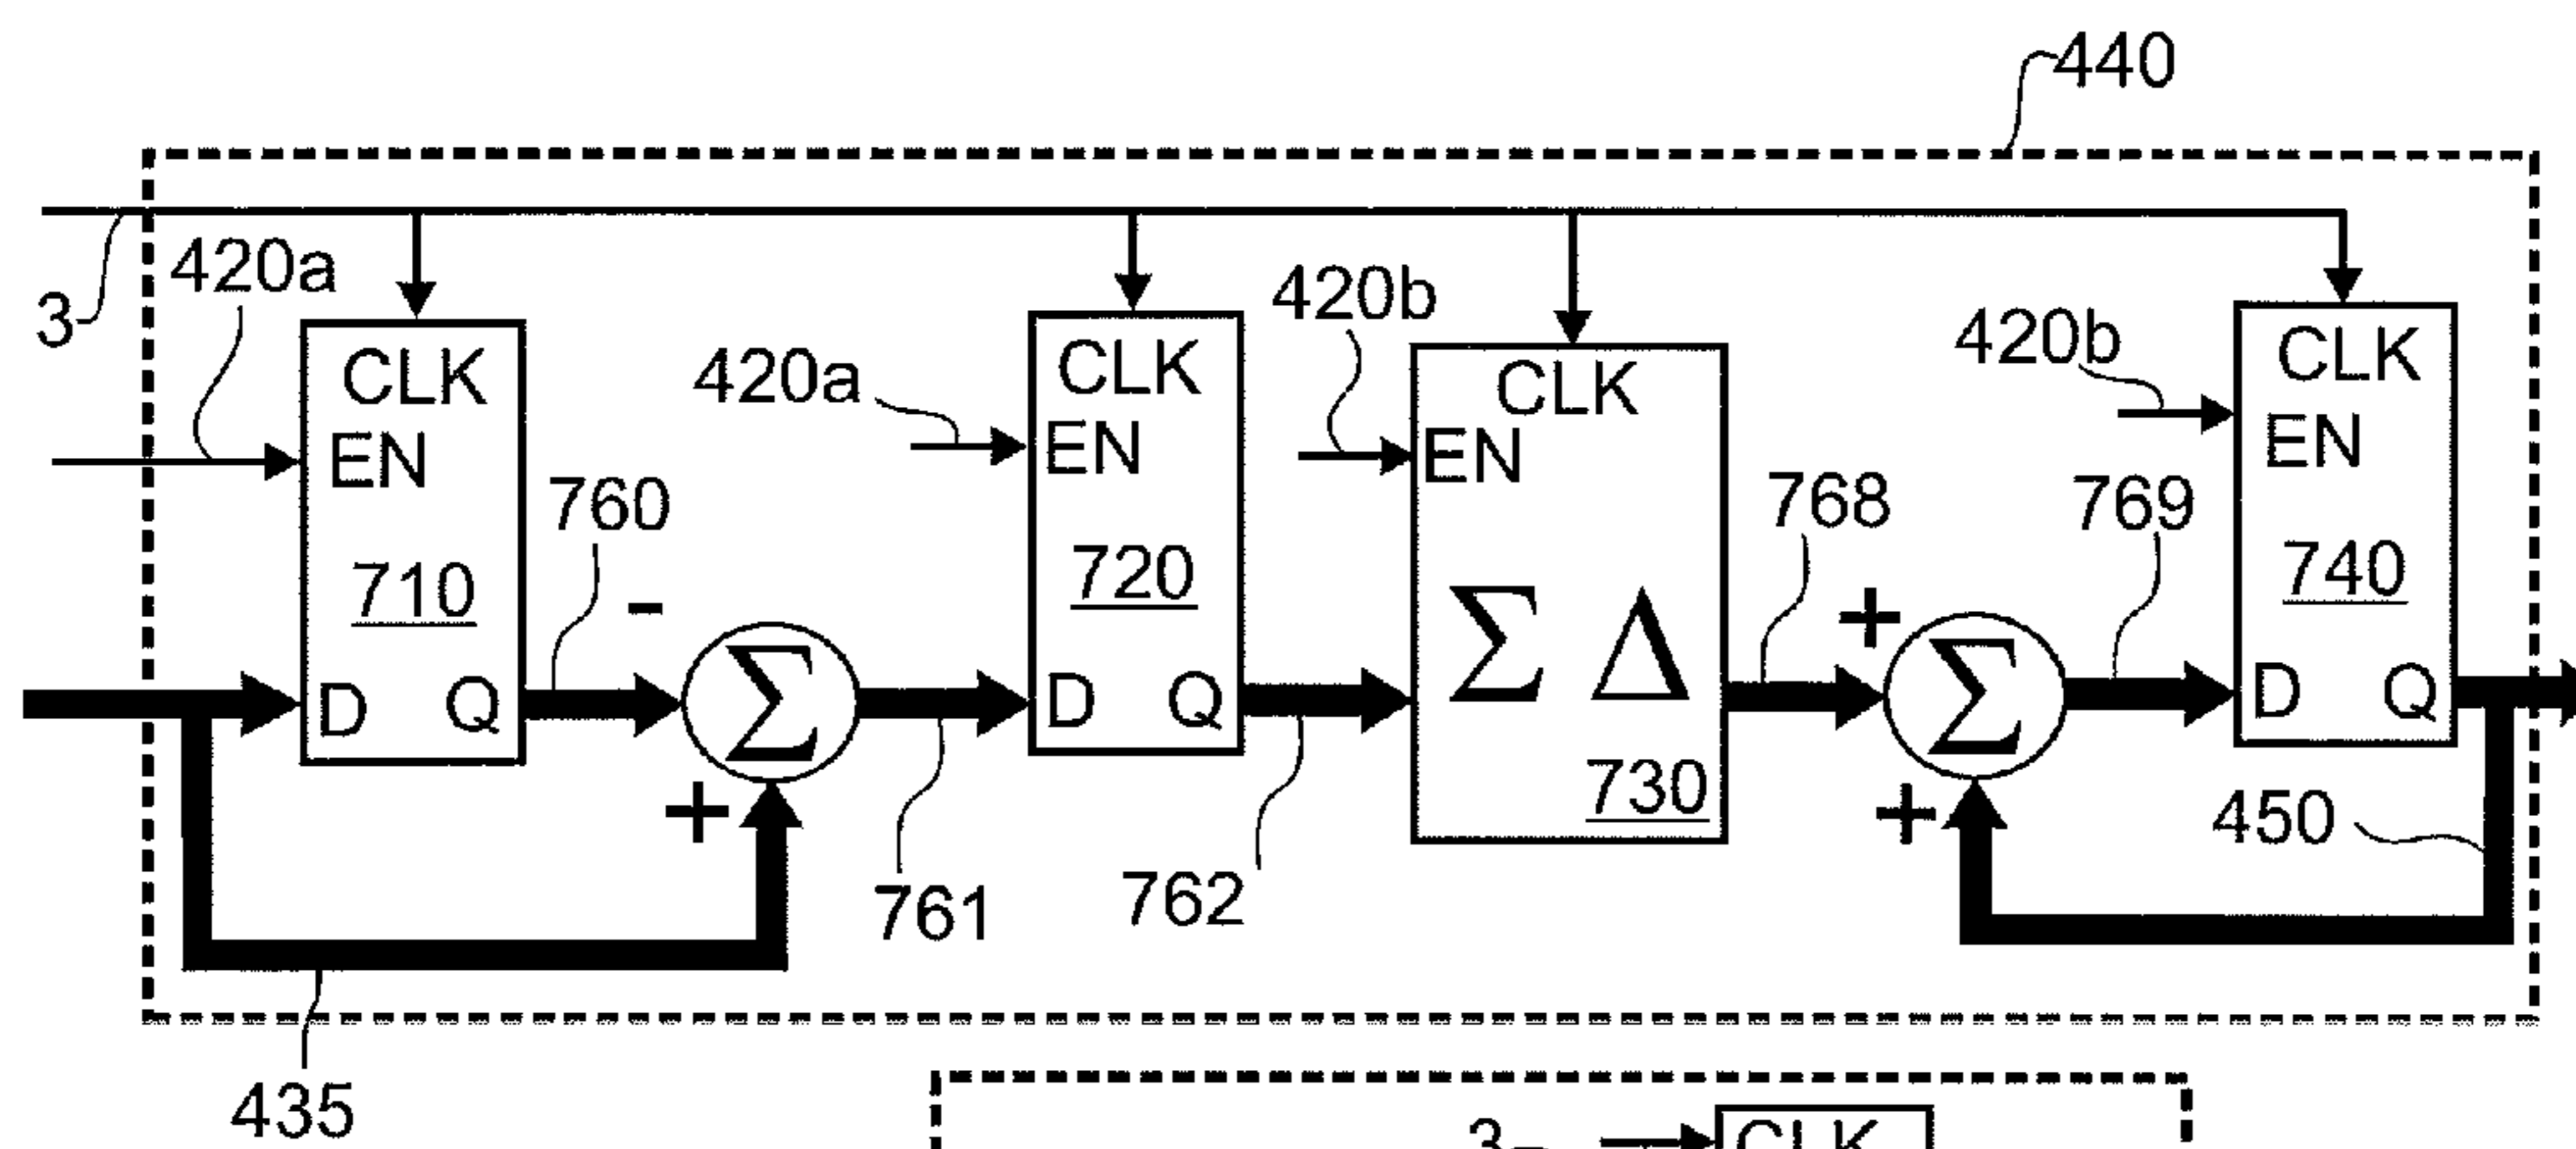 440
3
420a
CLK
EN
710
D Q
760
-
Σ
+
435
761
420a
CLK
EN
720
D Q
762
420b
CLK
EN
Σ Δ
730
768
+
Σ
+
769
420b
CLK
EN
740
D Q
450
3
CLK